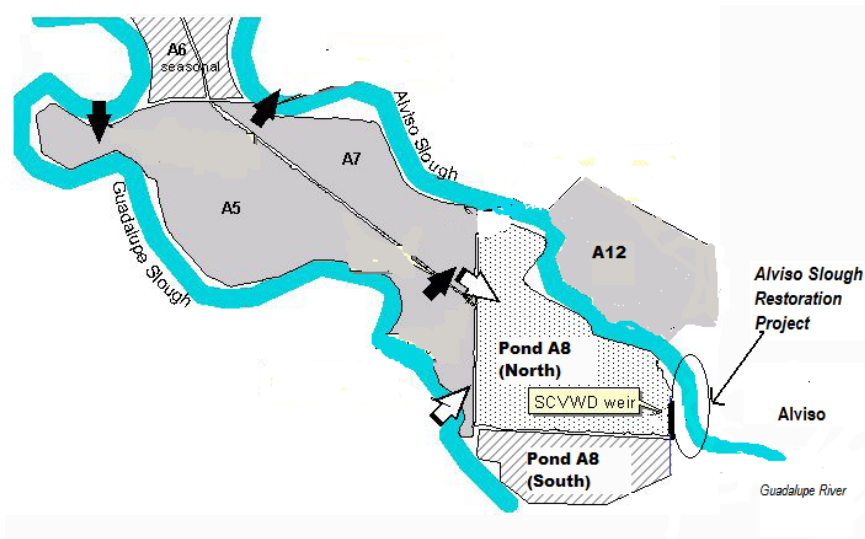 A6
seasonal
Alviso Slough
A7
Guadalupe Slough
A5
A12
Alviso Slough
Restoration
Project
Pond A8
(North)
SCVWD weir
Alviso
Pond A8
(South)
Guadalupe River